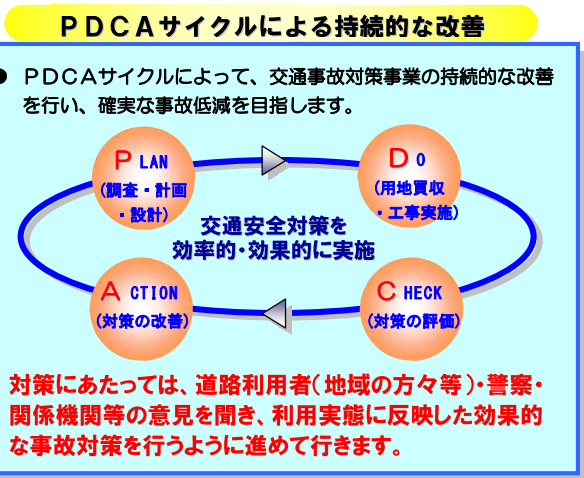 ＰＤＣＡサイクルによる持続的な改善
● ＰＤＣＡサイクルによって、交通事故対策事業の持続的な改善
を行い、確実な事故低減を目指します。
ＰLAN
(調査・計画
・設計)
ＤO
(用地買収
・工事実施)
交通安全対策を
効率的・効果的に実施
ＡCTION
(対策の改善)
ＣHECK
(対策の評価)
対策にあたっては、道路利用者（地域の方々等）・警察・
関係機関等の意見を聞き、利用実態に反映した効果的
な事故対策を行うように進めて行きます。